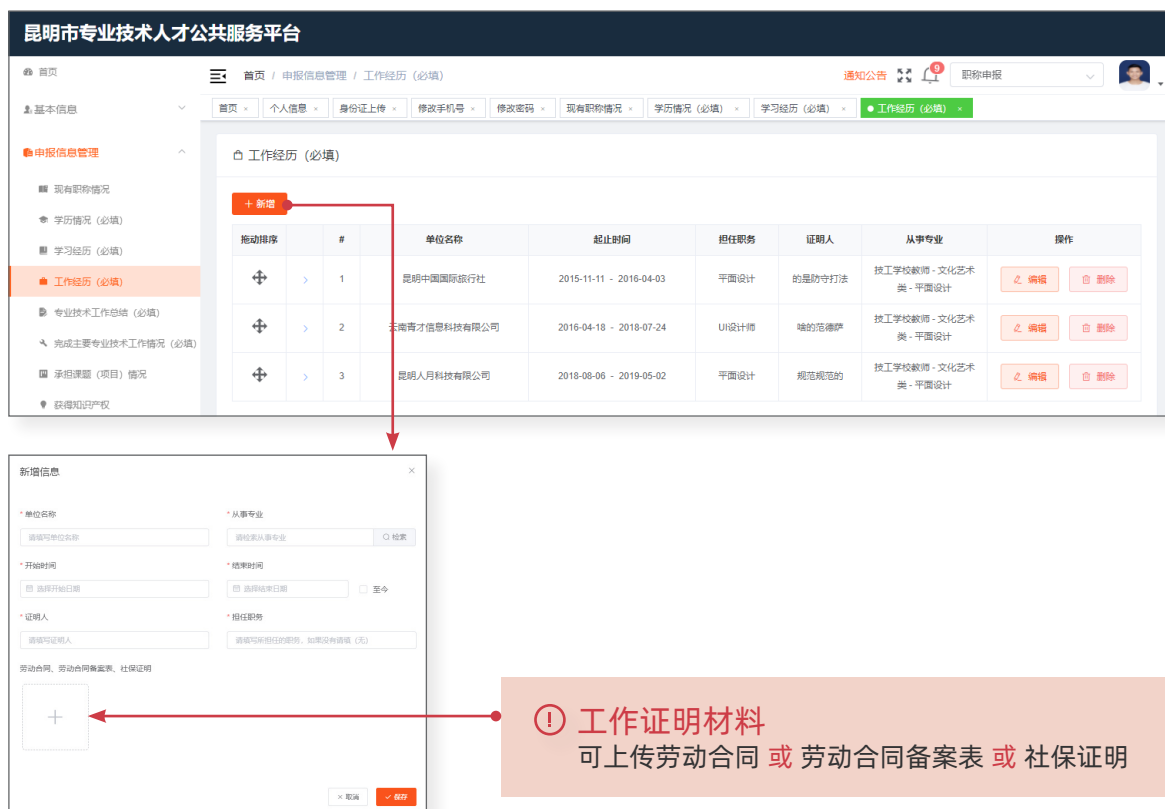 昆明市专业技术人才公共服务平台
首页
首页 / 申报信息管理 / 工作经历（必填）
通知公告
9
职称申报
基本信息
首页 × 个人信息 × 身份证上传 × 修改手机号 × 修改密码 × 现有职称情况 × 学历情况（必填） × 学习经历（必填） × 工作经历（必填） ×
申报信息管理
工作经历（必填）
现有职称情况
学历情况（必填）
学习经历（必填）
工作经历（必填）
专业技术工作总结（必填）
完成主要专业技术工作情况（必填）
承担课题（项目）情况
获得知识产权
＋ 新增
拖动排序 # 单位名称 起止时间 担任职务 证明人 从事专业 操作
1 昆明中国国际旅行社 2015-11-11 - 2016-04-03 平面设计 的是防守打法 技工学校教师 - 文化艺术
类 - 平面设计
编辑 删除
2 云南青才信息科技有限公司 2016-04-18 - 2018-07-24 UI设计师 啥的范德萨 技工学校教师 - 文化艺术
类 - 平面设计
编辑 删除
3 昆明人月科技有限公司 2018-08-06 - 2019-05-02 平面设计 规范规范的 技工学校教师 - 文化艺术
类 - 平面设计
编辑 删除
新增信息 ×
* 单位名称 * 从事专业
请填写单位名称 请检索从事专业 检索
* 开始时间 * 结束时间
选择开始日期 选择结束日期 至今
* 证明人 * 担任职务
请填写证明人 请填写所担任的职务，如果没有请填（无）
劳动合同、劳动合同备案表、社保证明
× 取消
工作证明材料
可上传劳动合同 或 劳动合同备案表 或 社保证明